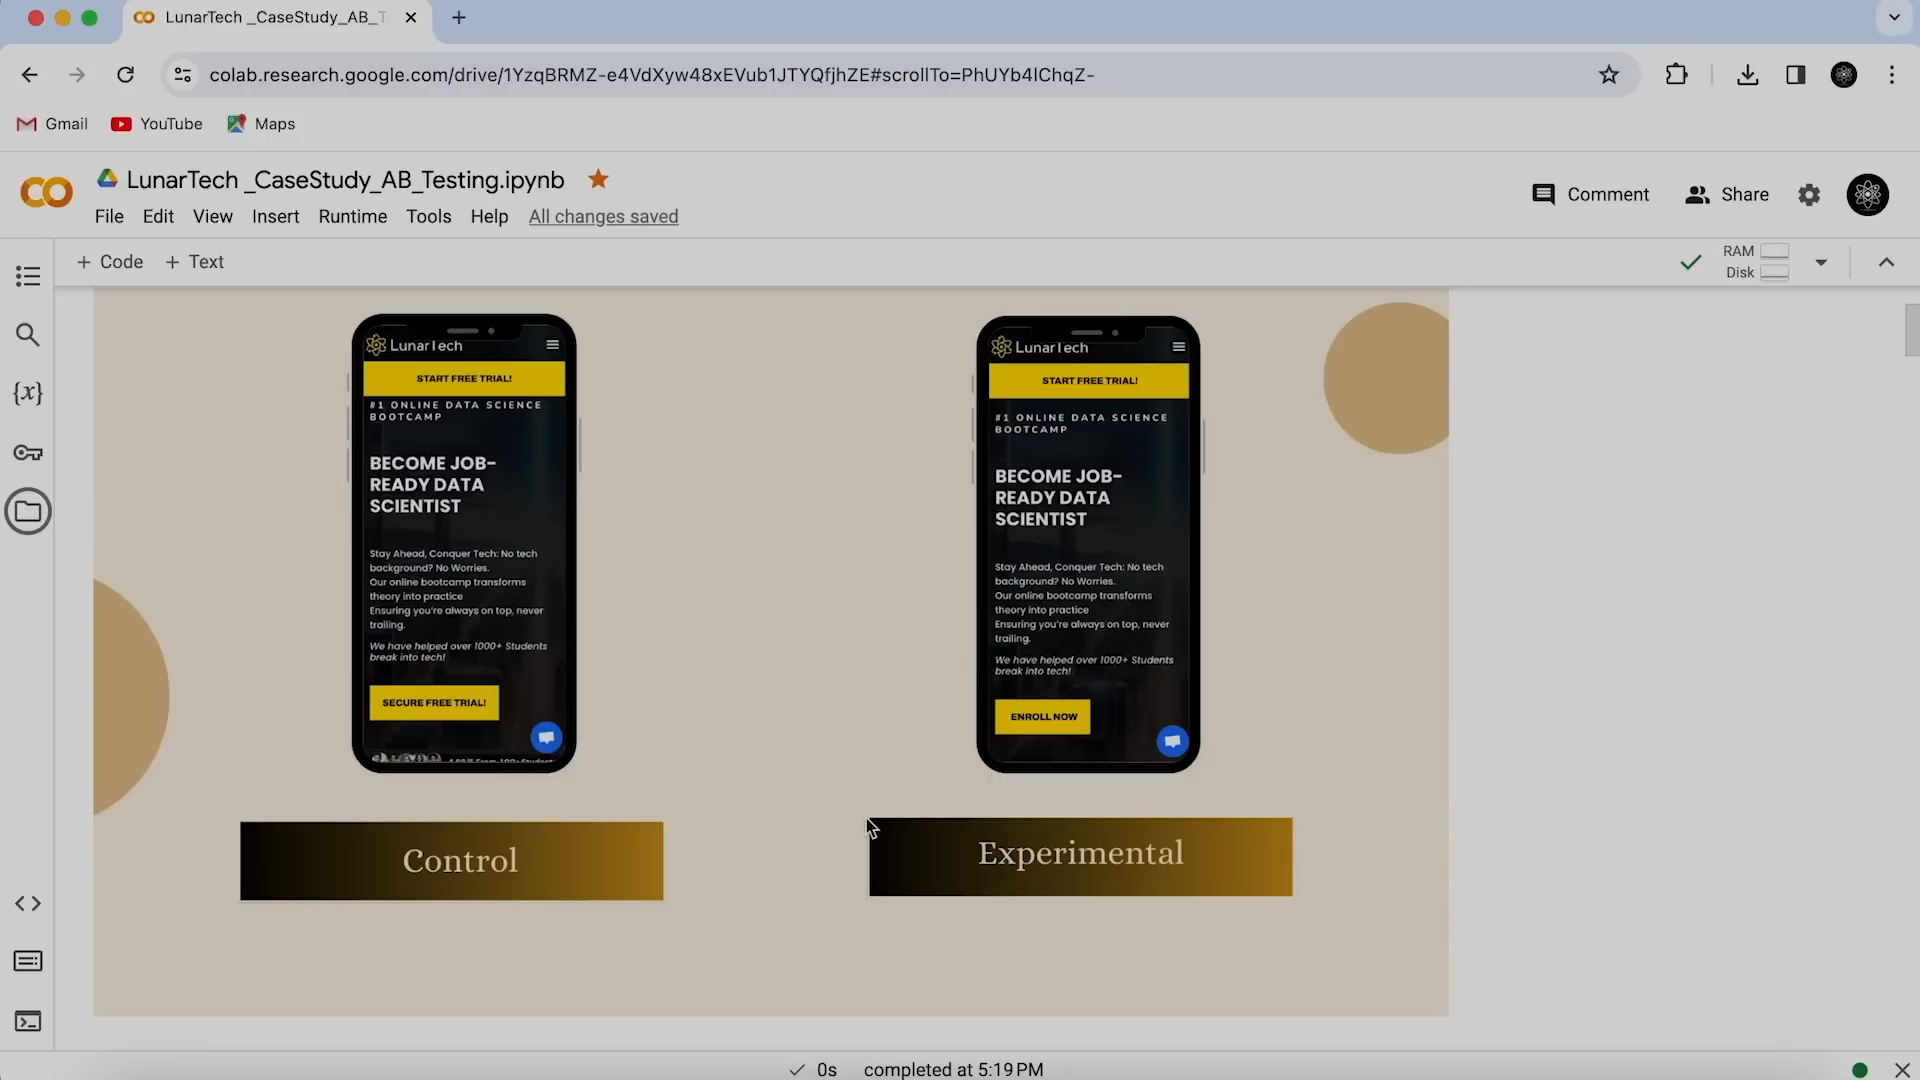 LunarTech _CaseStudy_AB_T
colab.research.google.com/drive/1YzqBRMZ-e4VdXyw48xEVub1JTYQfjhZE#scrollTo=PhUYb4lChqZ-
Gmail YouTube Maps
LunarTech _CaseStudy_AB_Testing.ipynb
Comment Share
File Edit View Insert Runtime Tools Help All changes saved
+ Code + Text
RAM
Disk
LunarTech
START FREE TRIAL!
#1 ONLINE DATA SCIENCE
BOOTCAMP
BECOME JOB-
READY DATA
SCIENTIST
Stay Ahead, Conquer Tech: No tech
background? No Worries.
Our online bootcamp transforms
theory into practice
Ensuring you're always on top, never
trailing.
We have helped over 1000+ Students
break into tech!
SECURE FREE TRIAL!
Control
LunarTech
START FREE TRIAL!
#1 ONLINE DATA SCIENCE
BOOTCAMP
BECOME JOB-
READY DATA
SCIENTIST
Stay Ahead, Conquer Tech: No tech
background? No Worries.
Our online bootcamp transforms
theory into practice
Ensuring you're always on top, never
trailing.
We have helped over 1000+ Students
break into tech!
ENROLL NOW
Experimental
0s completed at 5:19 PM